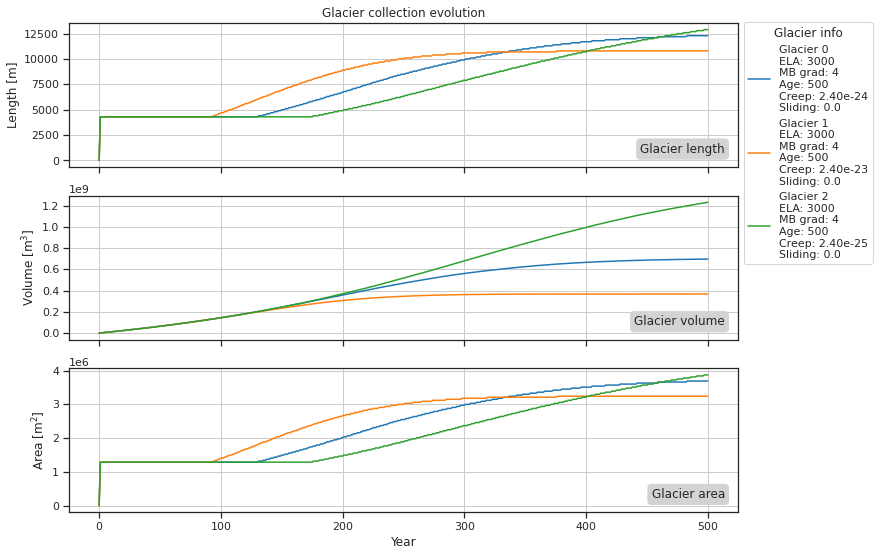 Glacier collection evolution
12500
10000
7500
5000
2500
0
Length [m]
Glacier length
1e9
1.2
1.0
0.8
0.6
0.4
0.2
0.0
Volume [m³]
Glacier volume
1e6
4
3
2
1
0
Area [m²]
Glacier area
0 100 200 300 400 500
Year
Glacier info
Glacier 0
ELA: 3000
MB grad: 4
Age: 500
Creep: 2.40e-24
Sliding: 0.0
Glacier 1
ELA: 3000
MB grad: 4
Age: 500
Creep: 2.40e-23
Sliding: 0.0
Glacier 2
ELA: 3000
MB grad: 4
Age: 500
Creep: 2.40e-25
Sliding: 0.0